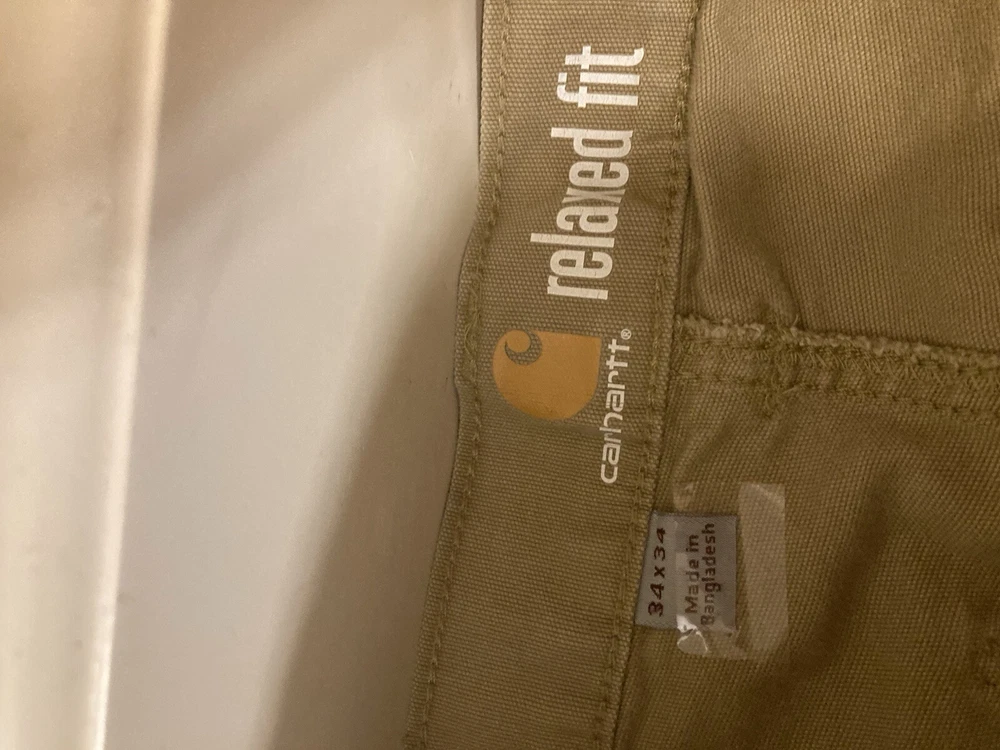 relaxed fit
carhartt®
34 x 34
Made in
Bangladesh